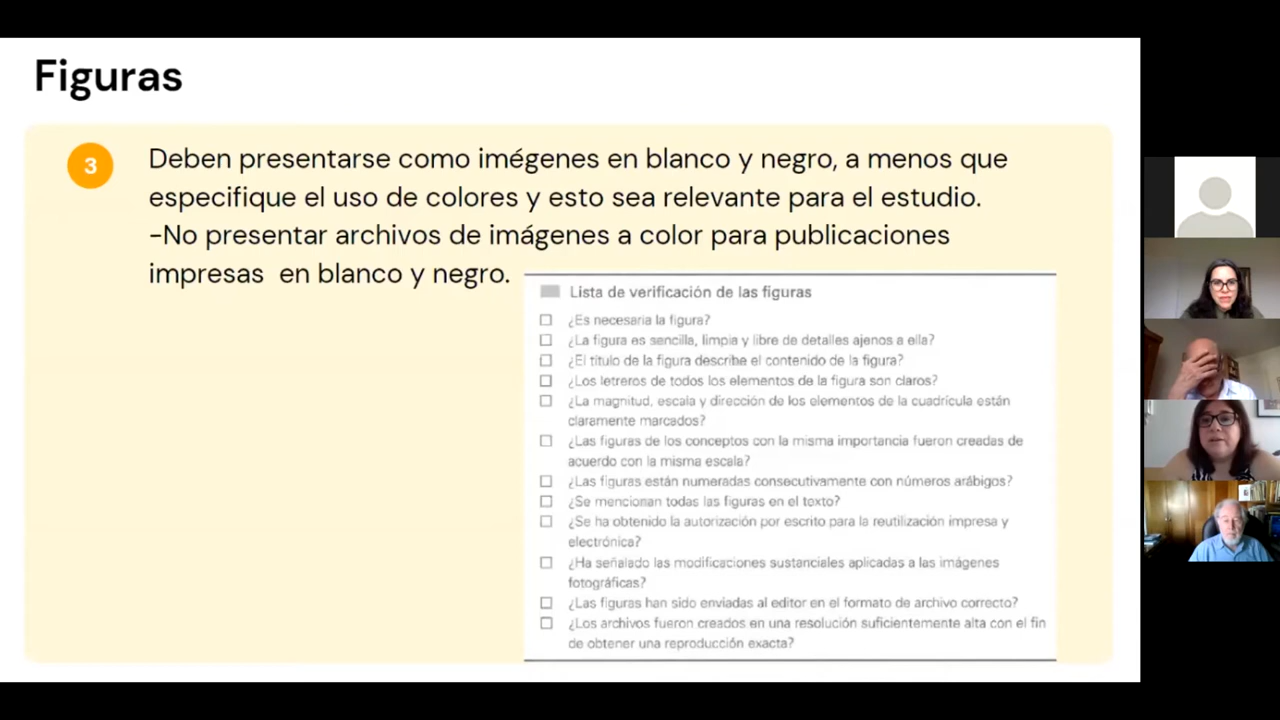 Figuras
3
Deben presentarse como imégenes en blanco y negro, a menos que
especifique el uso de colores y esto sea relevante para el estudio.
-No presentar archivos de imágenes a color para publicaciones
impresas en blanco y negro.
Lista de verificación de las figuras
¿Es necesaria la figura?
¿La figura es sencilla, limpia y libre de detalles ajenos a ella?
¿El título de la figura describe el contenido de la figura?
¿Los letreros de todos los elementos de la figura son claros?
¿La magnitud, escala y dirección de los elementos de la cuadrícula están
claramente marcados?
¿Las figuras de los conceptos con la misma importancia fueron creadas de
acuerdo con la misma escala?
¿Las figuras están numeradas consecutivamente con números arábigos?
¿Se mencionan todas las figuras en el texto?
¿Se ha obtenido la autorización por escrito para la reutilización impresa y
electrónica?
¿Ha señalado las modificaciones sustanciales aplicadas a las imágenes
fotográficas?
¿Las figuras han sido enviadas al editor en el formato de archivo correcto?
¿Los archivos fueron creados en una resolución suficientemente alta con el fin
de obtener una reproducción exacta?